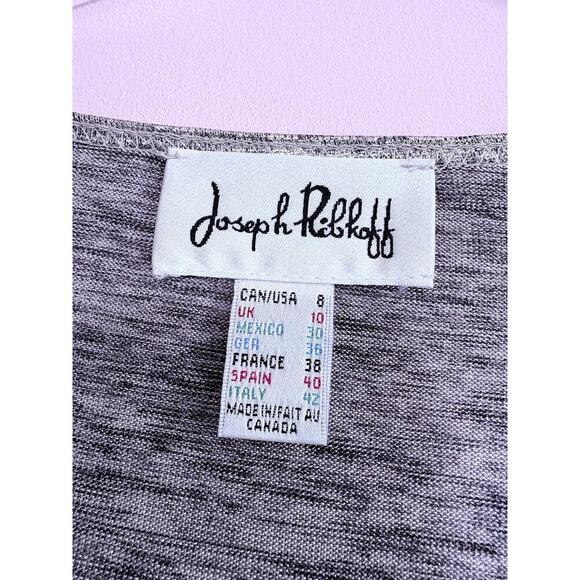 Joseph Ribkoff
CAN/USA 8
UK 10
MEXICO 30
GER 36
FRANCE 38
SPAIN 40
ITALY 42
MADE IN/FAIT AU
CANADA